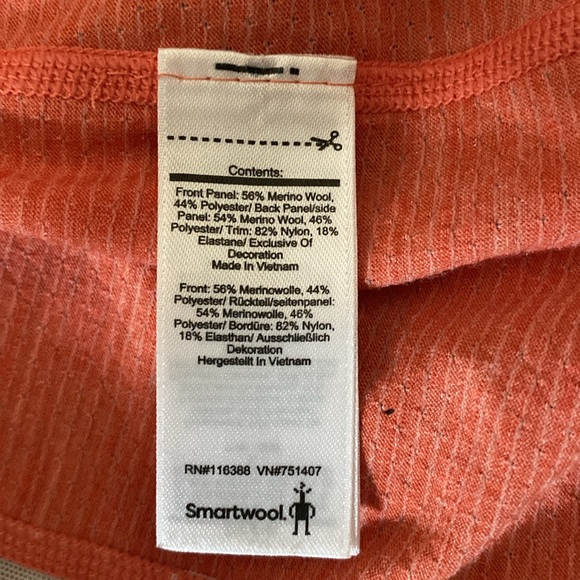 Contents:
Front Panel: 56% Merino Wool,
44% Polyester/ Back Panel/side
Panel: 54% Merino Wool, 46%
Polyester/ Trim: 82% Nylon, 18%
Elastane/ Exclusive Of
Decoration
Made In Vietnam
Front: 56% Merinowolle, 44%
Polyester/ Rückteil/seitenpanel:
54% Merinowolle, 46%
Polyester/ Bordüre: 82% Nylon,
18% Elasthan/ Ausschließlich
Dekoration
Hergestellt In Vietnam
RN#116388 VN#751407
Smartwool.